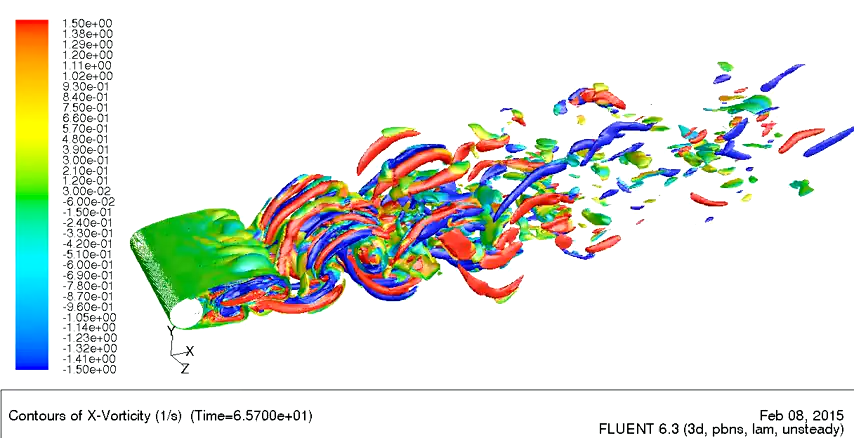 1.50e+00
1.38e+00
1.29e+00
1.20e+00
1.11e+00
1.02e+00
9.30e-01
8.40e-01
7.50e-01
6.60e-01
5.70e-01
4.80e-01
3.90e-01
3.00e-01
2.10e-01
1.20e-01
3.00e-02
-6.00e-02
-1.50e-01
-2.40e-01
-3.30e-01
-4.20e-01
-5.10e-01
-6.00e-01
-6.90e-01
-7.80e-01
-8.70e-01
-9.60e-01
-1.05e+00
-1.14e+00
-1.23e+00
-1.32e+00
-1.41e+00
-1.50e+00
Y
X
Z
Contours of X-Vorticity (1/s) (Time=6.5700e+01)
Feb 08, 2015
FLUENT 6.3 (3d, pbns, lam, unsteady)